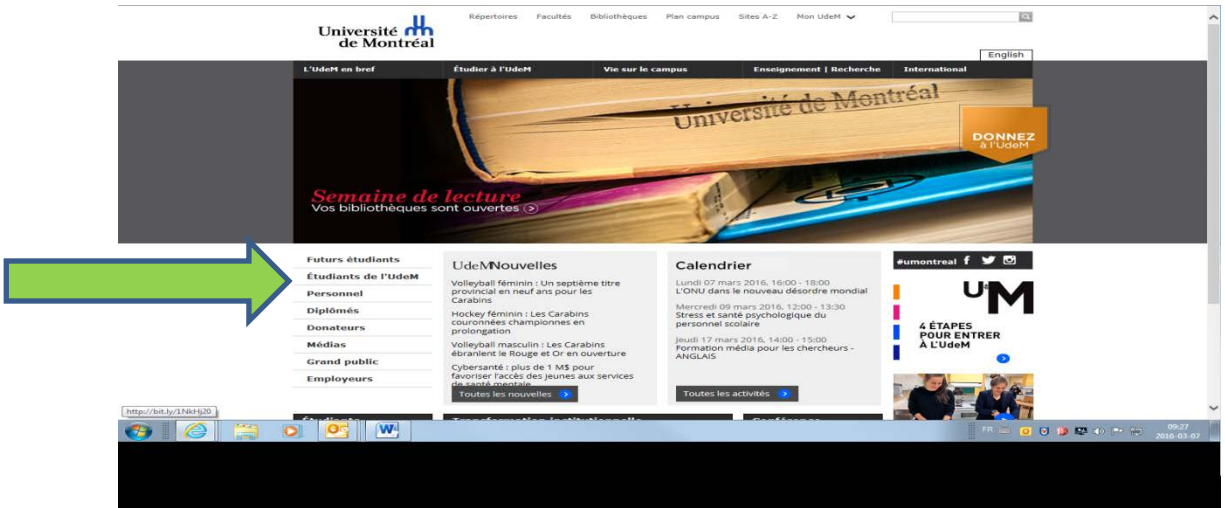 Répertoires Facultés Bibliothèques Plan campus Sites A-Z Mon UdeM
Université
de Montréal
English
L'UdeM en bref Étudier à l'UdeM Vie sur le campus Enseignement | Recherche International
Université de Montréal
DONNEZ
à l'UdeM
Semaine de lecture
Vos bibliothèques sont ouvertes
Futurs étudiants
Étudiants de l'UdeM
Personnel
Diplômés
Donateurs
Médias
Grand public
Employeurs
UdeMNouvelles
Volleyball féminin : Un septième titre
provincial en neuf ans pour les
Carabins
Hockey féminin : Les Carabins
couronnées championnes en
prolongation
Volleyball masculin : Les Carabins
ébranlent le Rouge et Or en ouverture
Cybersanté : plus de 1 M$ pour
favoriser l'accès des jeunes aux services
de santé mentale
Toutes les nouvelles
Calendrier
Lundi 07 mars 2016, 16:00 - 18:00
L'ONU dans le nouveau désordre mondial
Mercredi 09 mars 2016, 12:00 - 13:30
Stress et santé psychologique du
personnel scolaire
Jeudi 17 mars 2016, 14:00 - 15:00
Formation média pour les chercheurs -
ANGLAIS
Toutes les activités
#umontreal
UdeM
4 ÉTAPES
POUR ENTRER
À L'UdeM
http://bit.ly/1NkHj20
Étudiants Transformation institutionnelle Conférence
FR
09:27
2016-03-07